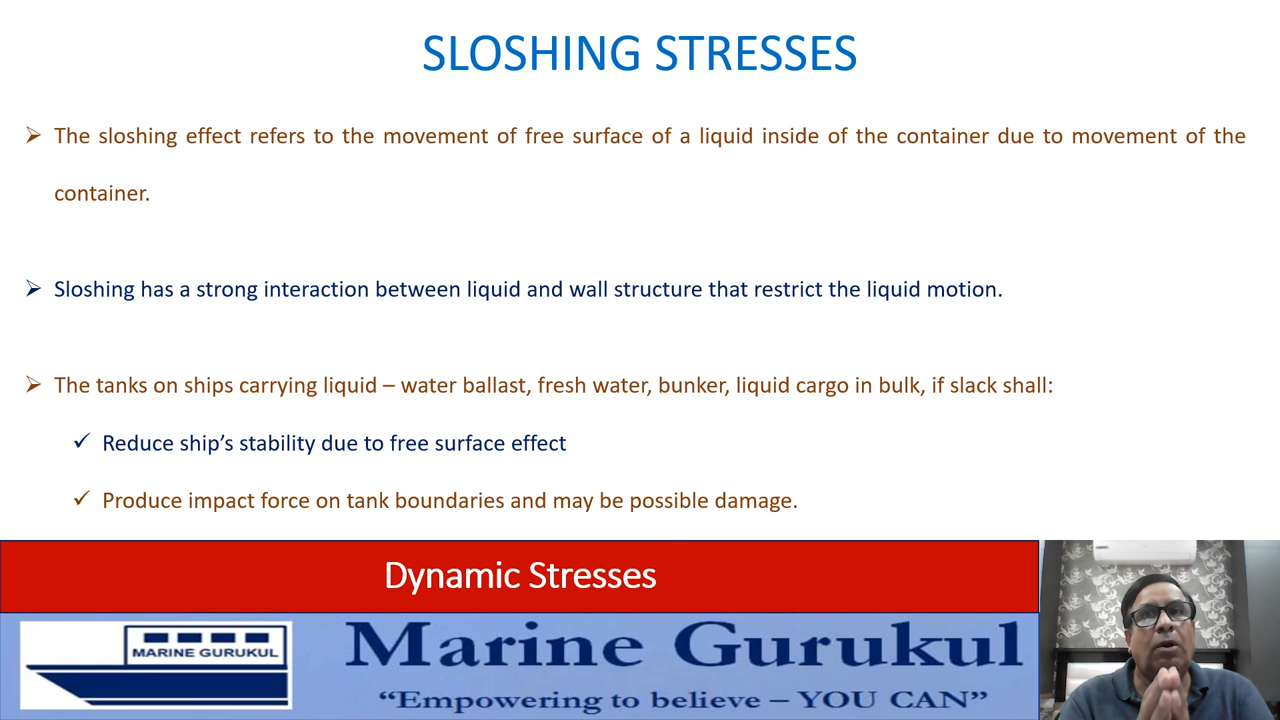 SLOSHING STRESSES
The sloshing effect refers to the movement of free surface of a liquid inside of the container due to movement of the
container.
Sloshing has a strong interaction between liquid and wall structure that restrict the liquid motion.
The tanks on ships carrying liquid – water ballast, fresh water, bunker, liquid cargo in bulk, if slack shall:
Reduce ship’s stability due to free surface effect
Produce impact force on tank boundaries and may be possible damage.
Dynamic Stresses
MARINE GURUKUL
Marine Gurukul
“Empowering to believe – YOU CAN”